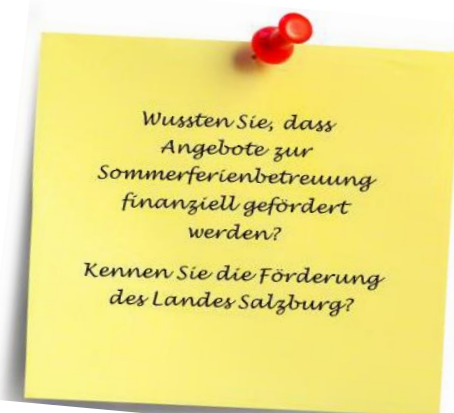 Wussten Sie, dass
Angebote zur
Sommerferienbetreuung
finanziell gefördert
werden?
Kennen Sie die Förderung
des Landes Salzburg?